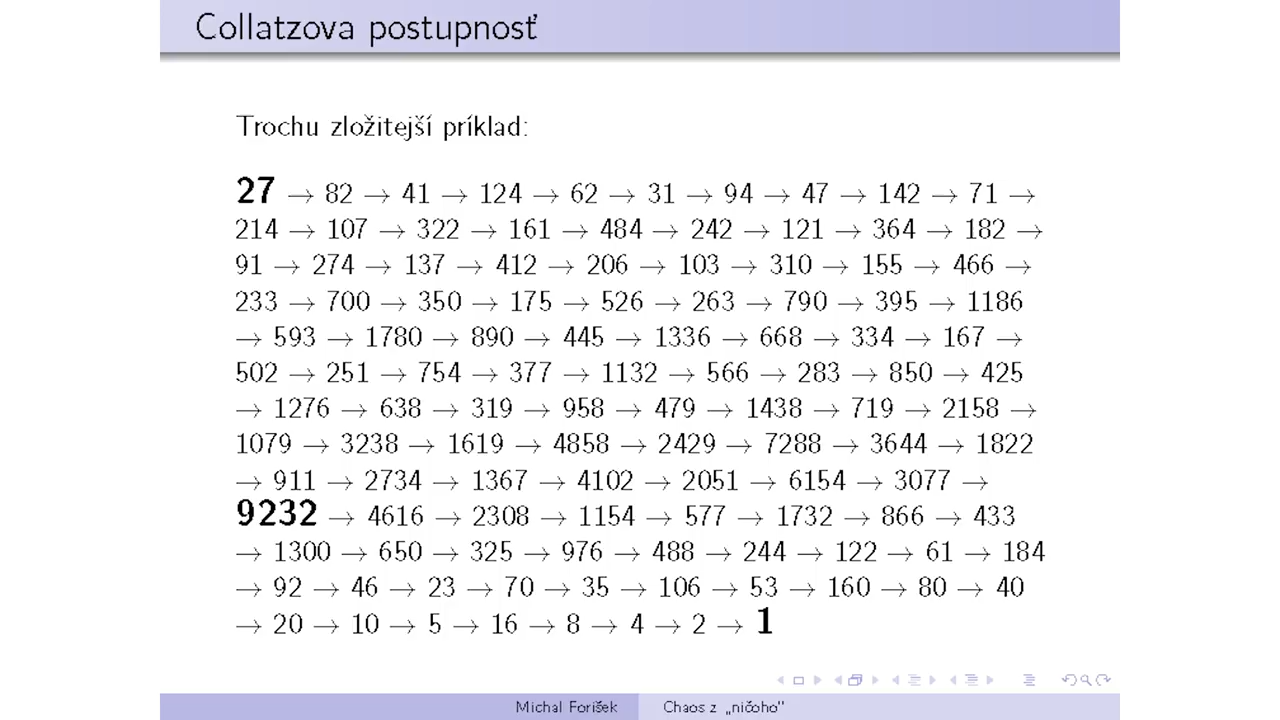 Collatzova postupnosť
Trochu zložitejší príklad:
27 → 82 → 41 → 124 → 62 → 31 → 94 → 47 → 142 → 71 →
214 → 107 → 322 → 161 → 484 → 242 → 121 → 364 → 182 →
91 → 274 → 137 → 412 → 206 → 103 → 310 → 155 → 466 →
233 → 700 → 350 → 175 → 526 → 263 → 790 → 395 → 1186
→ 593 → 1780 → 890 → 445 → 1336 → 668 → 334 → 167 →
502 → 251 → 754 → 377 → 1132 → 566 → 283 → 850 → 425
→ 1276 → 638 → 319 → 958 → 479 → 1438 → 719 → 2158 →
1079 → 3238 → 1619 → 4858 → 2429 → 7288 → 3644 → 1822
→ 911 → 2734 → 1367 → 4102 → 2051 → 6154 → 3077 →
9232 → 4616 → 2308 → 1154 → 577 → 1732 → 866 → 433
→ 1300 → 650 → 325 → 976 → 488 → 244 → 122 → 61 → 184
→ 92 → 46 → 23 → 70 → 35 → 106 → 53 → 160 → 80 → 40
→ 20 → 10 → 5 → 16 → 8 → 4 → 2 → 1
Michal Forišek Chaos z „ničoho"